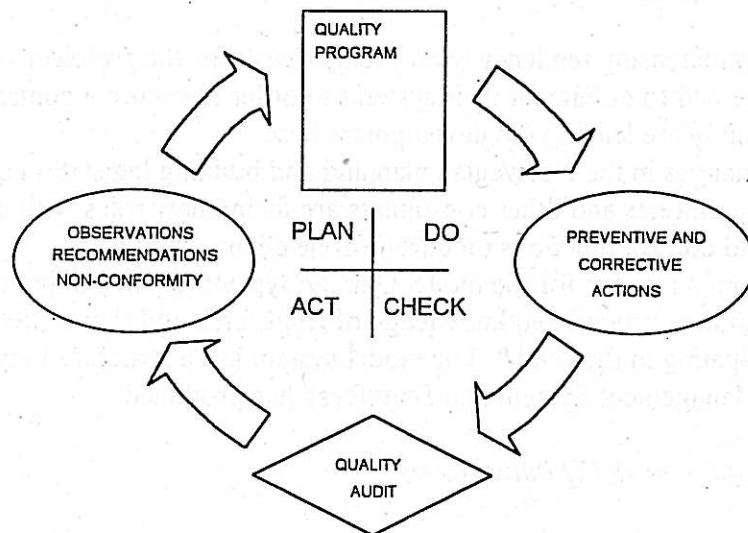 QUALITY
PROGRAM
OBSERVATIONS
RECOMMENDATIONS
NON-CONFORMITY
PLAN DO
ACT CHECK
PREVENTIVE AND
CORRECTIVE
ACTIONS
QUALITY
AUDIT